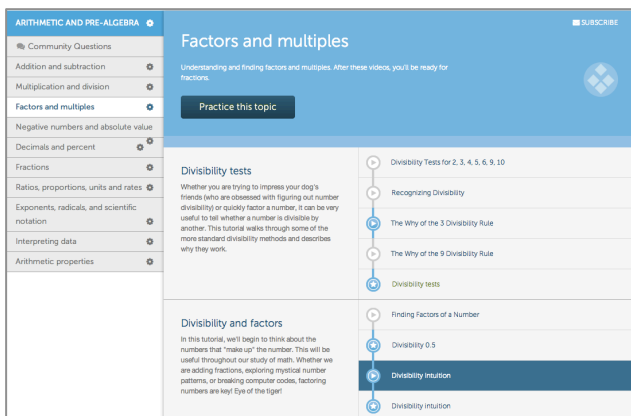 ARITHMETIC AND PRE-ALGEBRA
Community Questions
Addition and subtraction
Multiplication and division
Factors and multiples
Negative numbers and absolute value
Decimals and percent
Fractions
Ratios, proportions, units and rates
Exponents, radicals, and scientific
notation
Interpreting data
Arithmetic properties
SUBSCRIBE
Factors and multiples
Understanding and finding factors and multiples. After these videos, you'll be ready for
fractions.
Practice this topic
Divisibility tests
Whether you are trying to impress your dog's
friends (who are obsessed with figuring out number
divisibility) or quickly factor a number, it can be very
useful to tell whether a number is divisible by
another. This tutorial walks through some of the
more standard divisibility methods and describes
why they work.
Divisibility Tests for 2, 3, 4, 5, 6, 9, 10
Recognizing Divisibility
The Why of the 3 Divisibility Rule
The Why of the 9 Divisibility Rule
Divisibility tests
Divisibility and factors
In this tutorial, we'll begin to think about the
numbers that "make up" the number. This will be
useful throughout our study of math. Whether we
are adding fractions, exploring mystical number
patterns, or breaking computer codes, factoring
numbers are key! Eye of the tiger!
Finding Factors of a Number
Divisibility 0.5
Divisibility intuition
Divisibility intuition